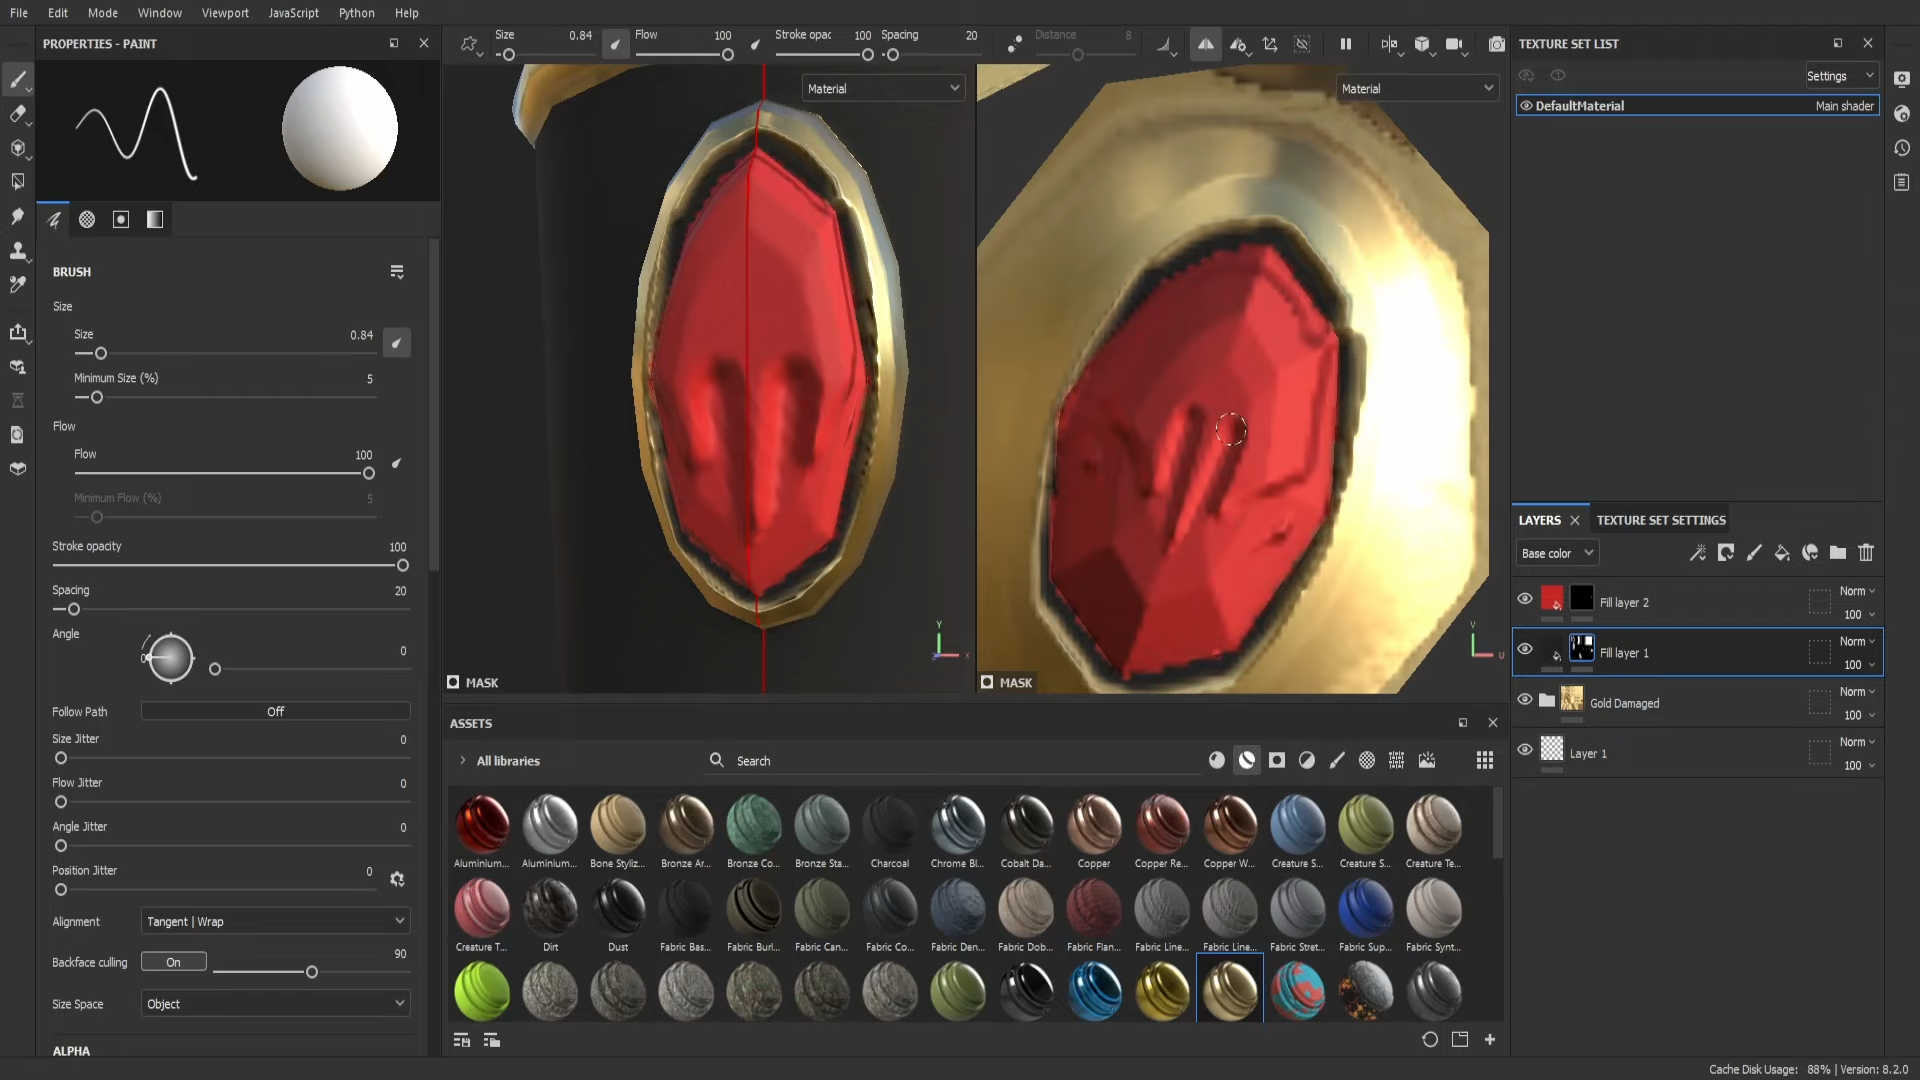 File Edit Mode Window Viewport JavaScript Python Help
PROPERTIES - PAINT
Size 0.84 Flow 100 Stroke opac 100 Spacing 20 Distance 8
Material
Material
BRUSH
Size
Size 0.84
Minimum Size (%) 5
Flow
Flow 100
Minimum Flow (%) 5
Stroke opacity 100
Spacing 20
Angle 0
0
Follow Path Off
Size Jitter 0
Flow Jitter 0
Angle Jitter 0
Position Jitter 0
Alignment Tangent | Wrap
Backface culling On 90
Size Space Object
ALPHA
Y
X
V
U
MASK
MASK
ASSETS
All libraries
Search
Aluminium... Aluminium... Bone Styliz... Bronze Ar... Bronze Co... Bronze Sta... Charcoal Chrome Bl... Cobalt Da... Copper Copper Re... Copper W... Creature S... Creature S... Creature Te...
Creature T... Dirt Dust Fabric Bas... Fabric Burl... Fabric Can... Fabric Co... Fabric Den... Fabric Dob... Fabric Flan... Fabric Line... Fabric Line... Fabric Stret... Fabric Sup... Fabric Synt...
TEXTURE SET LIST
Settings
DefaultMaterial Main shader
LAYERS TEXTURE SET SETTINGS
Base color
Fill layer 2 Norm 100
Fill layer 1 Norm 100
Gold Damaged Norm 100
Layer 1 Norm 100
Cache Disk Usage: 88% | Version: 8.2.0